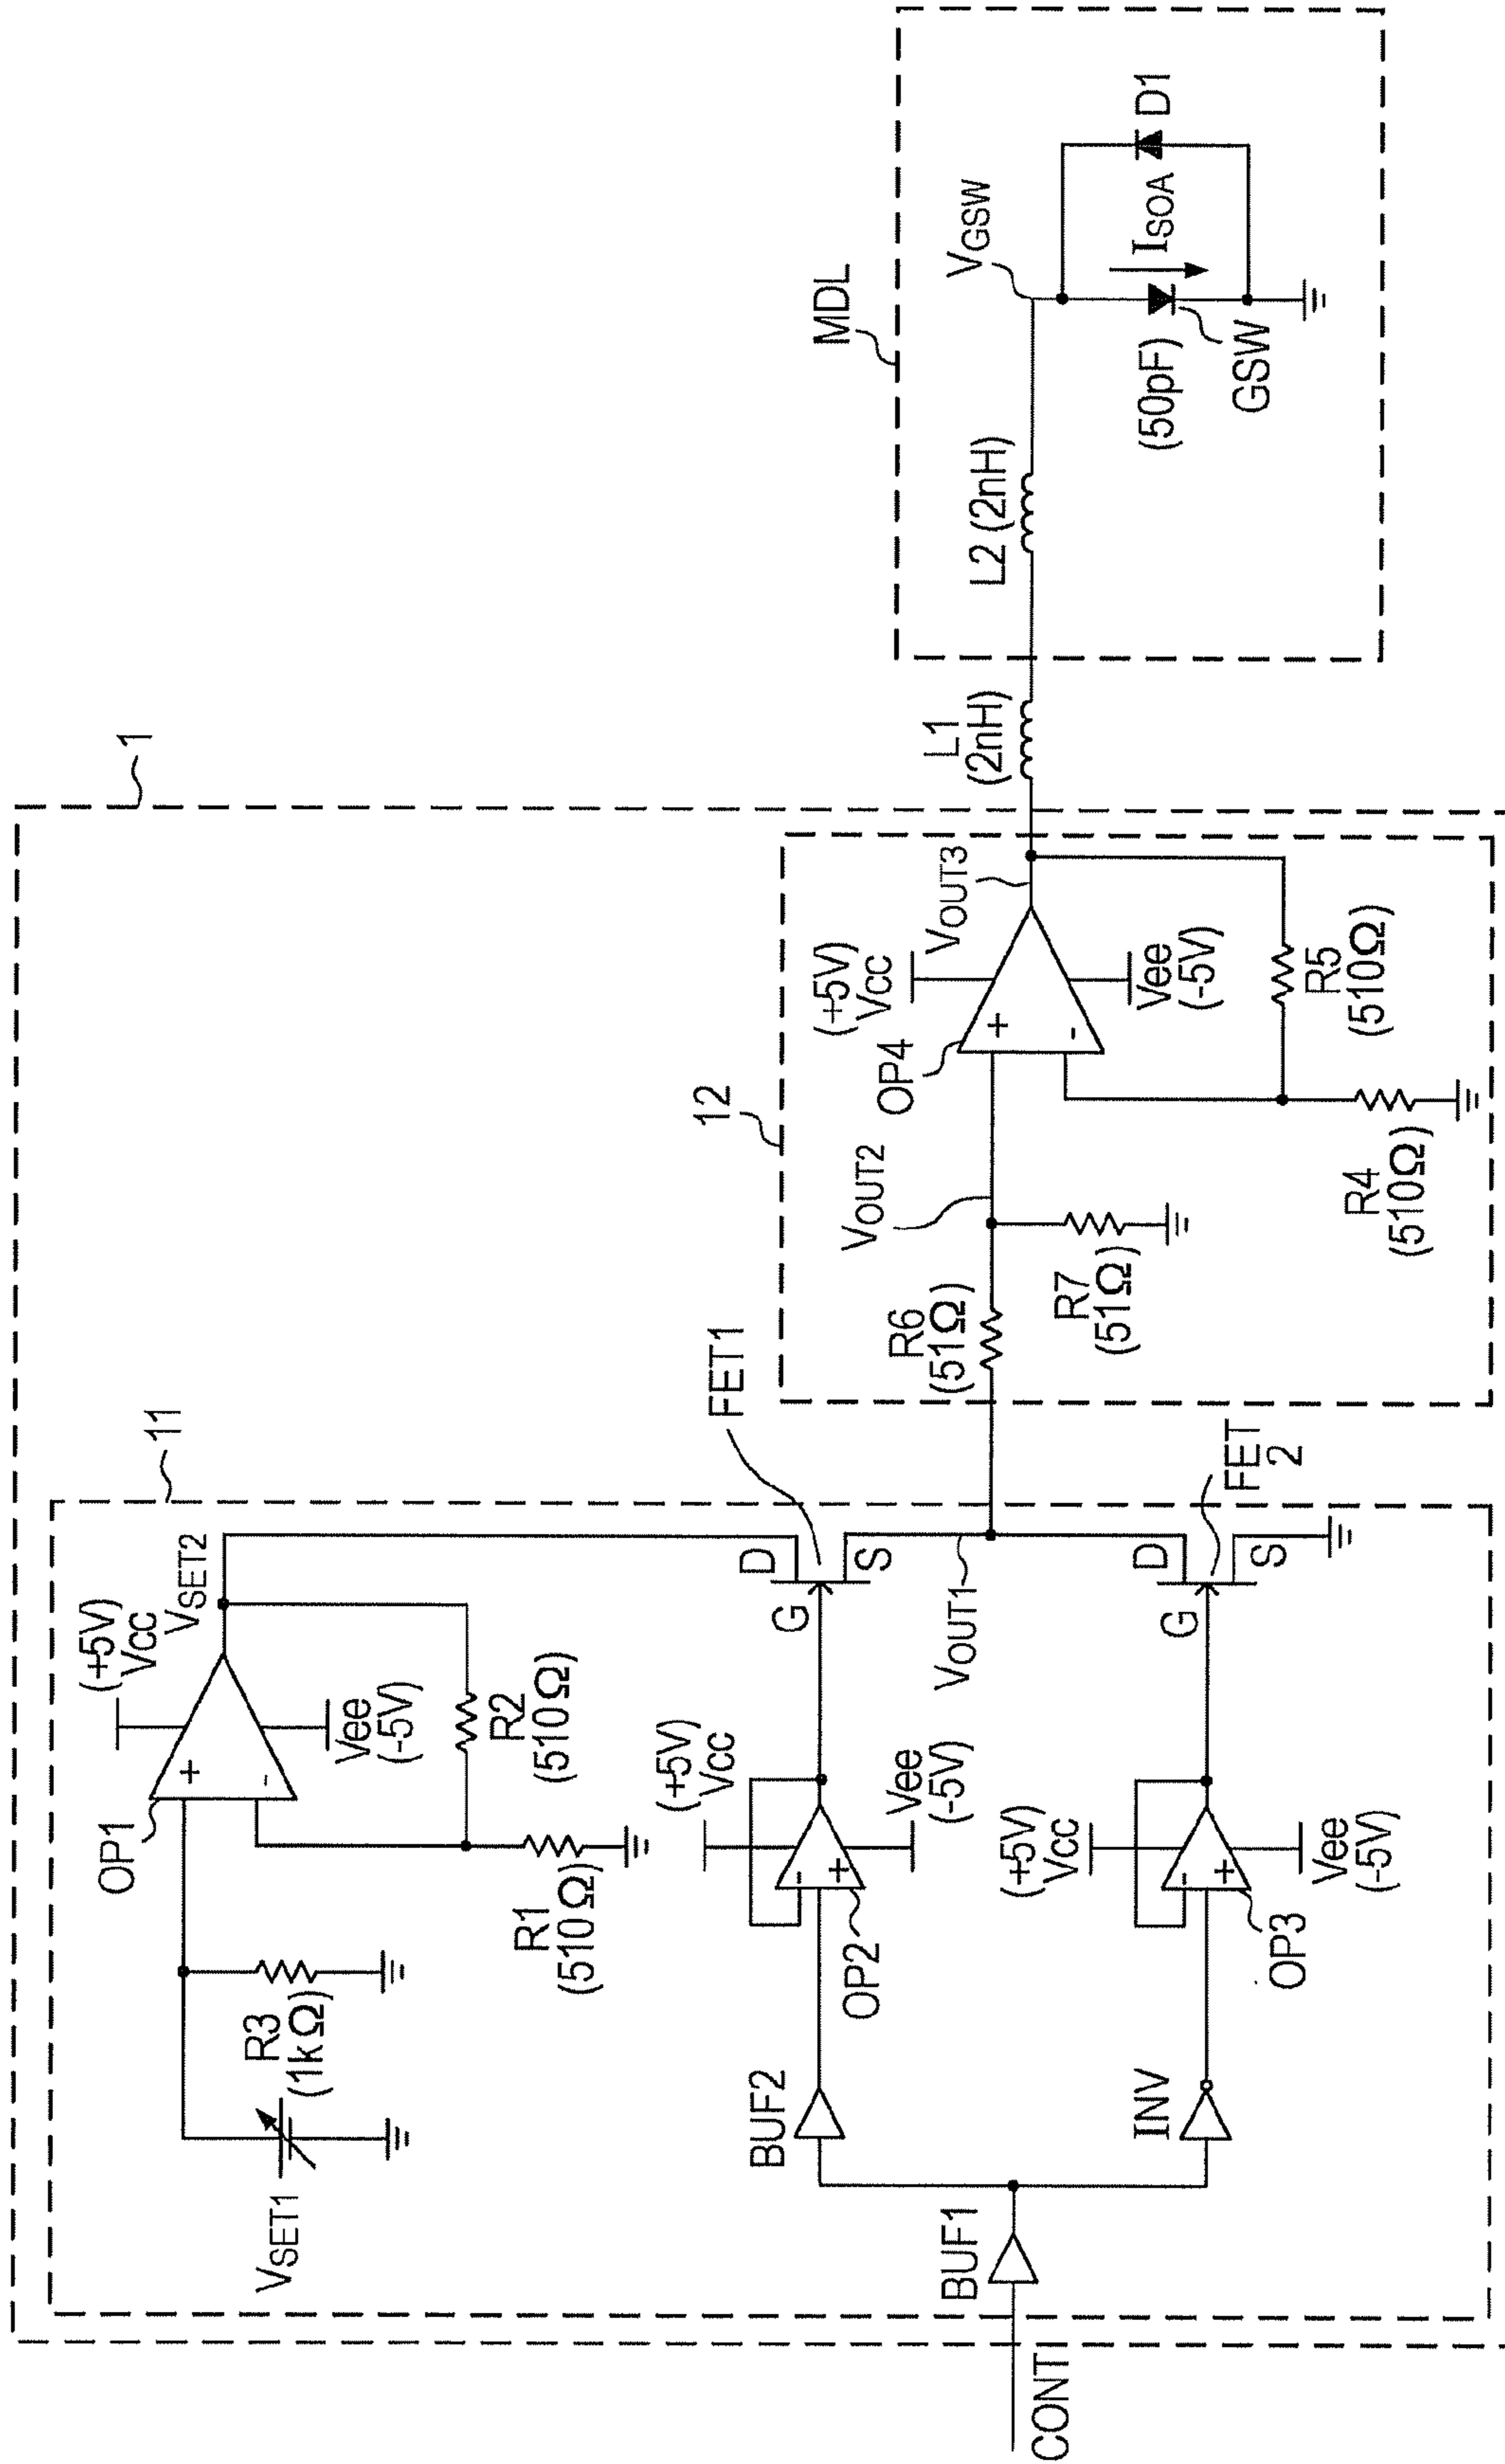 1
11
(+5V)
Vcc
VSET2
OP1
+
-
Vee
(-5V)
R2
(510Ω)
R1
(510Ω)
R3
(1kΩ)
VSET1
FET1
D
G
S
(+5V)
Vcc
-
+
Vee
(-5V)
OP2
BUF2
VOUT1
FET
2
D
G
S
(+5V)
Vcc
-
+
Vee
(-5V)
OP3
INV
BUF1
CONT
12
R6
(51Ω)
R7
(51Ω)
VOUT2
OP4
(+5V)
Vcc
+
-
Vee
(-5V)
VOUT3
R5
(510Ω)
R4
(510Ω)
L1
(2nH)
MDL
L2 (2nH)
VGSW
(50pF)
GSW
ISOA
D1